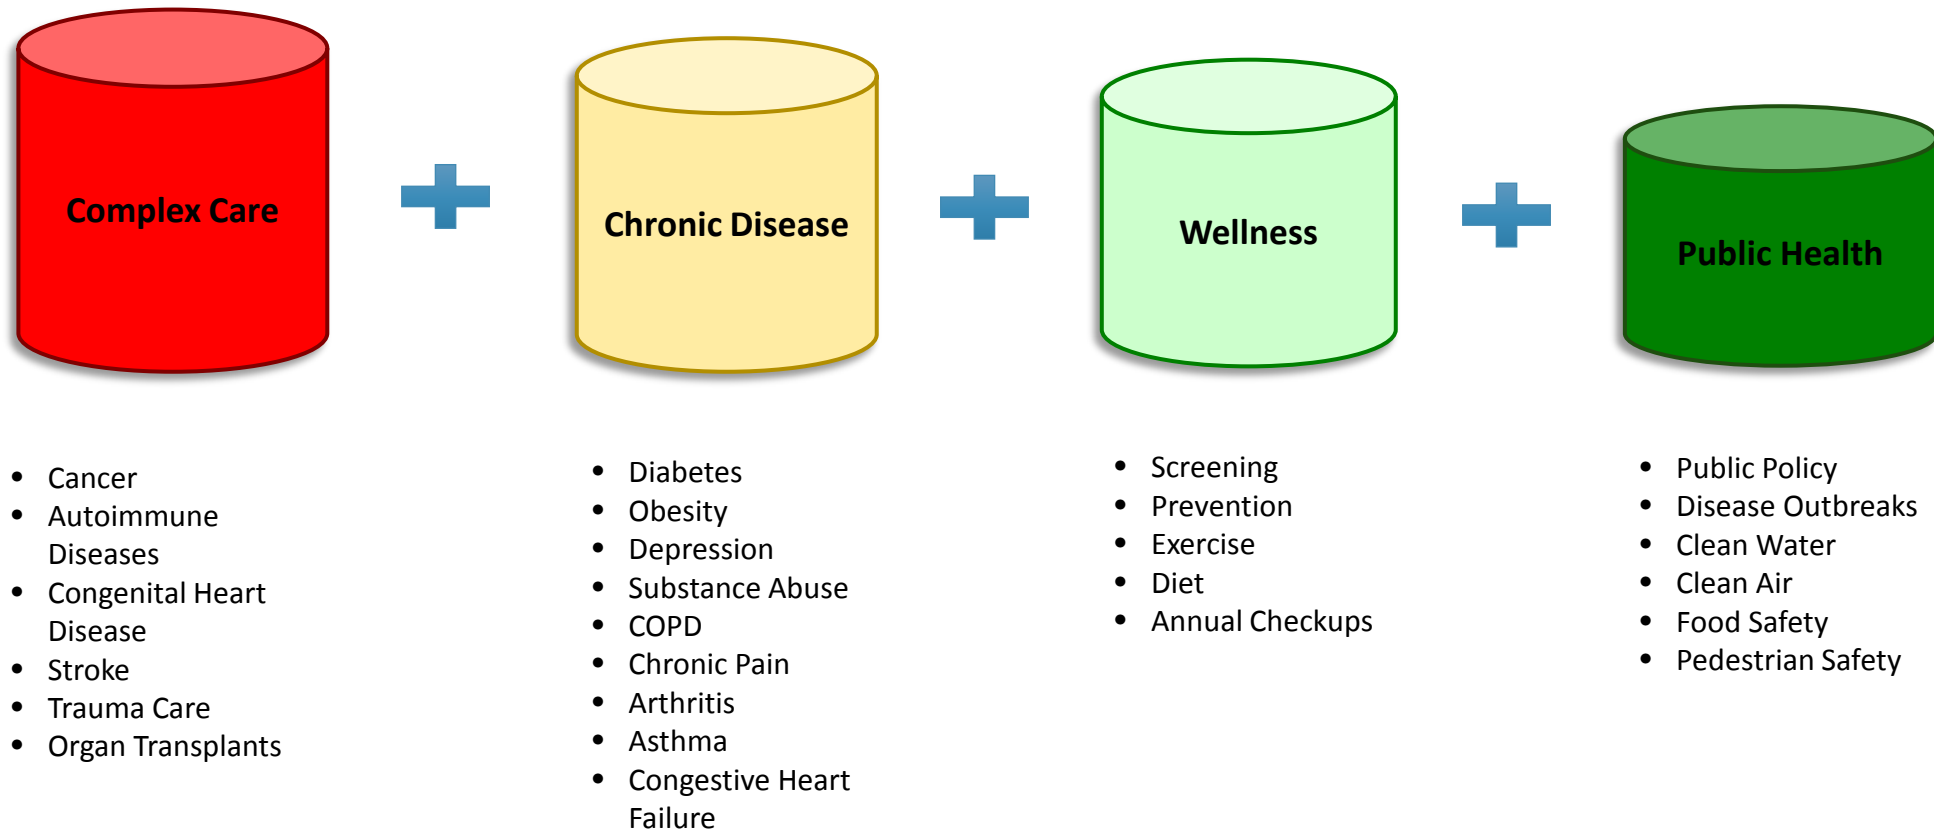 Complex Care
Chronic Disease
Wellness
Public Health
• Cancer
• Autoimmune
Diseases
• Congenital Heart
Disease
• Stroke
• Trauma Care
• Organ Transplants
• Diabetes
• Obesity
• Depression
• Substance Abuse
• COPD
• Chronic Pain
• Arthritis
• Asthma
• Congestive Heart
Failure
• Screening
• Prevention
• Exercise
• Diet
• Annual Checkups
• Public Policy
• Disease Outbreaks
• Clean Water
• Clean Air
• Food Safety
• Pedestrian Safety